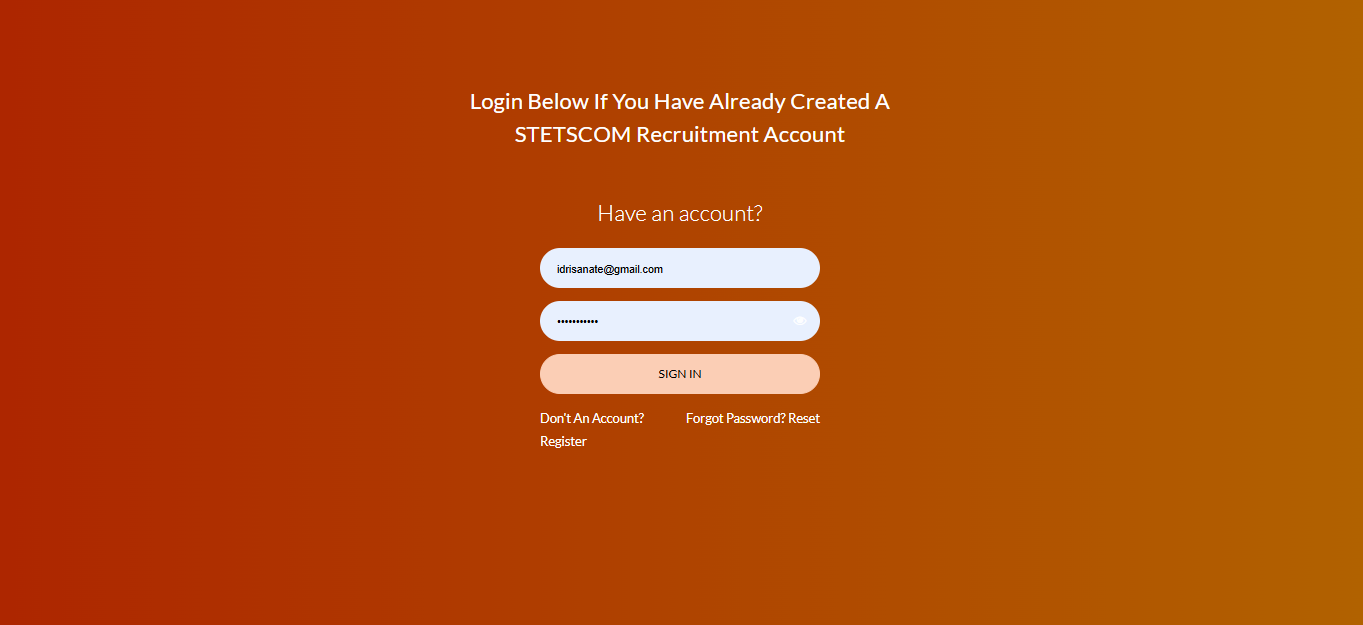 Login Below If You Have Already Created A
STETSCOM Recruitment Account
Have an account?
idrisanate@gmail.com
•••••••••••
SIGN IN
Don't An Account? Forgot Password? Reset
Register